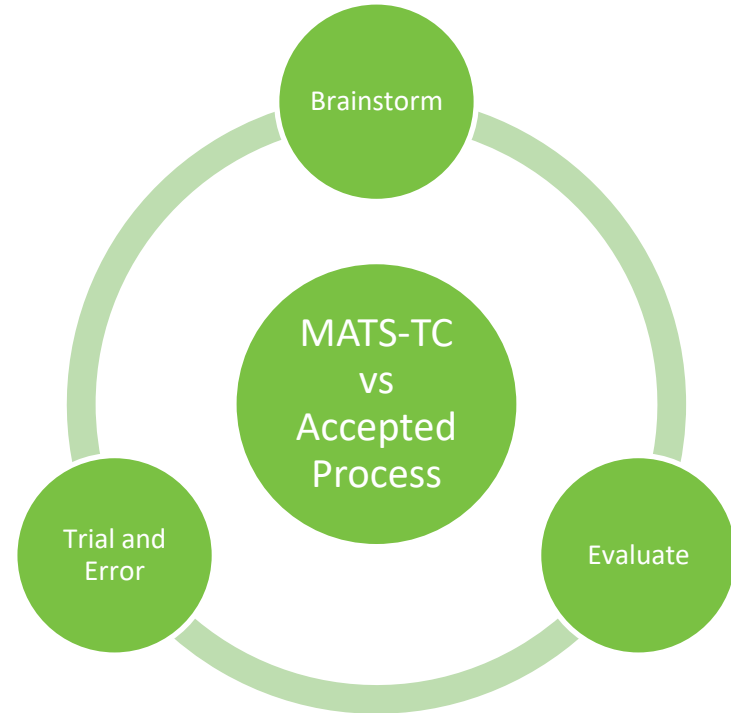 Brainstorm
MATS-TC
vs
Accepted
Process
Trial and
Error
Evaluate